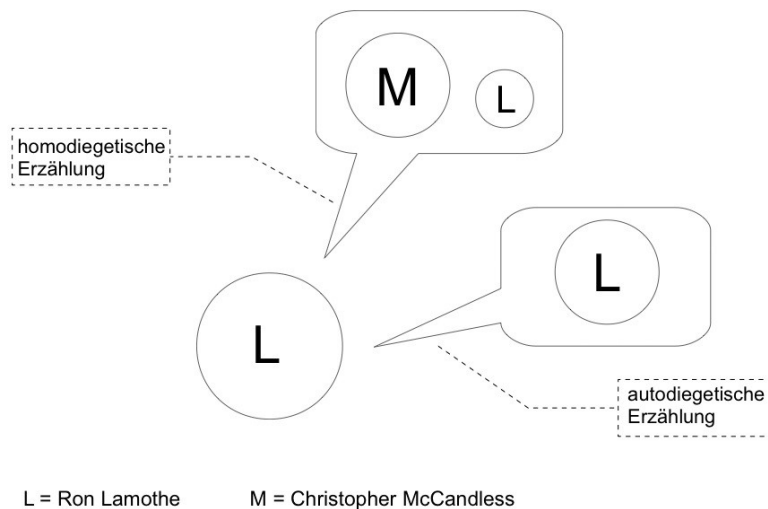 M
L
homodiegetische
Erzählung
L
L
autodiegetische
Erzählung
L = Ron Lamothe M = Christopher McCandless